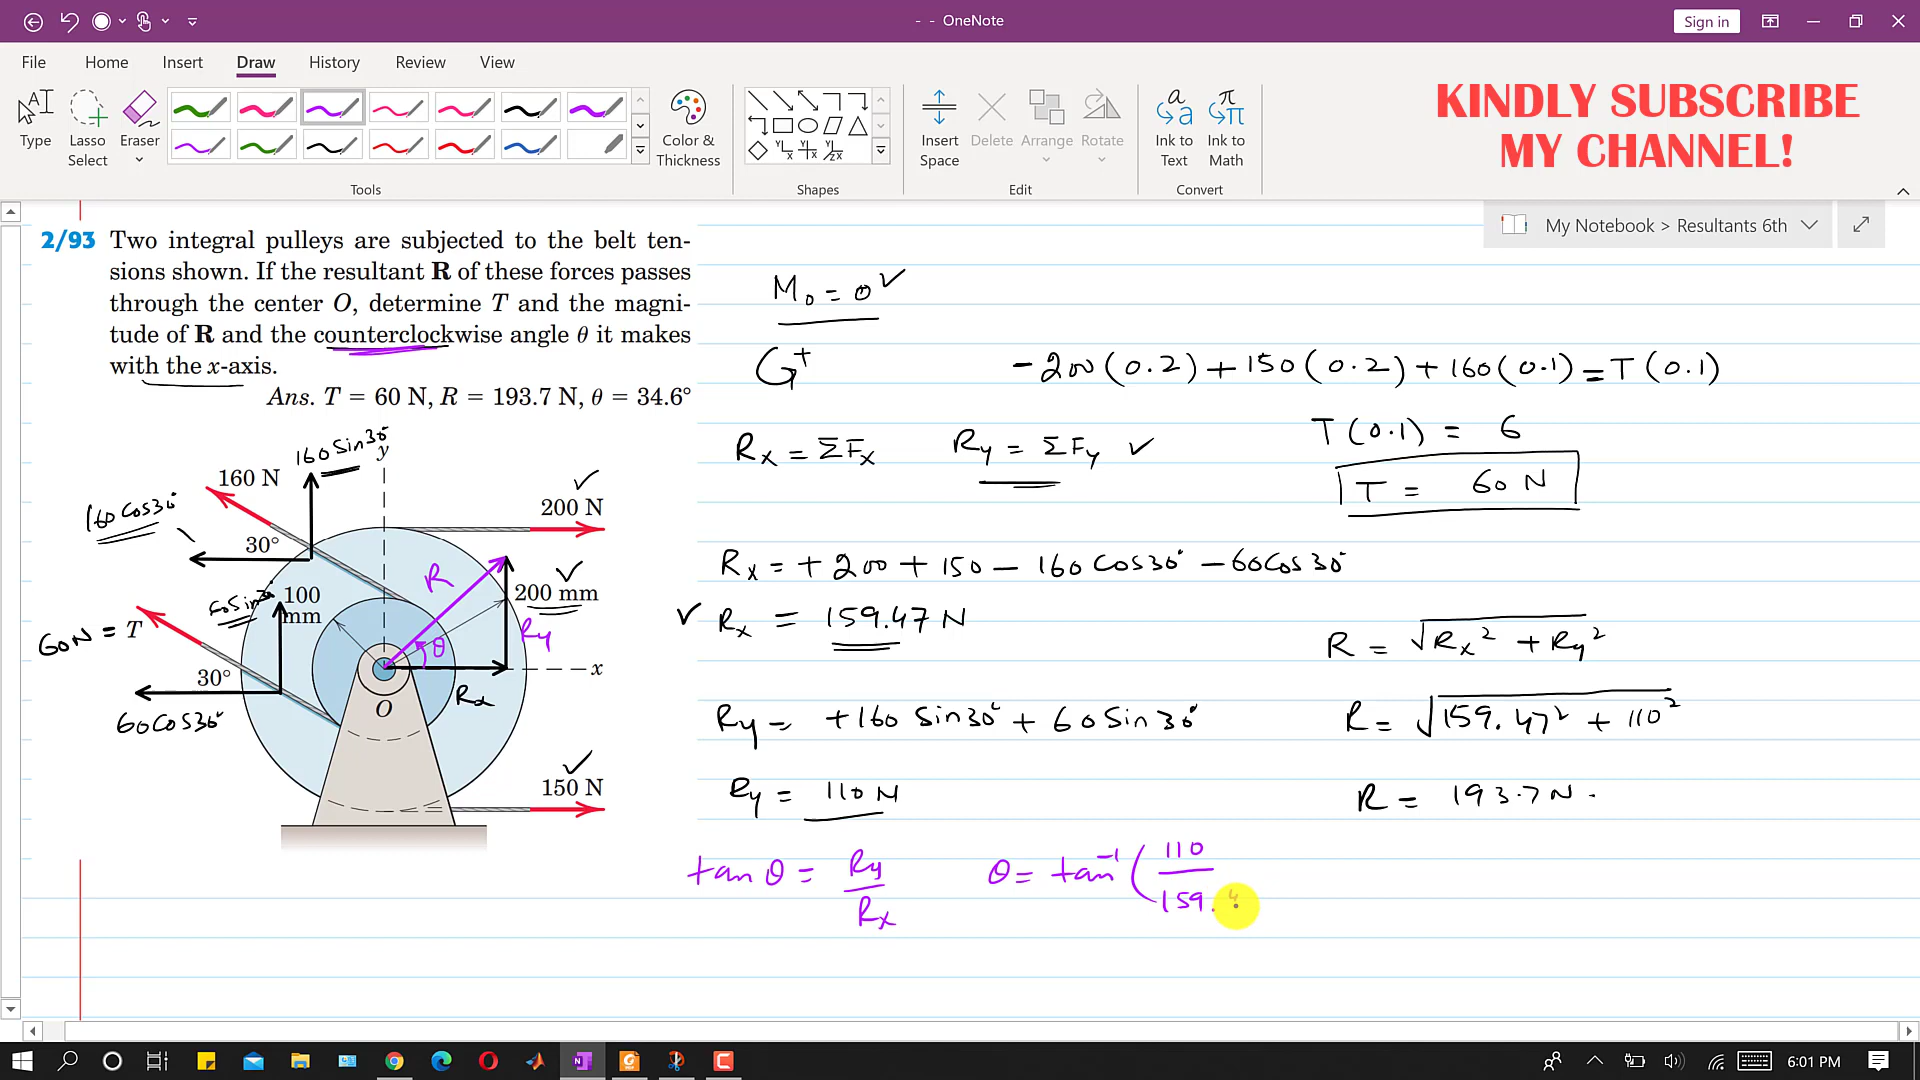 - - OneNote
Sign in
File Home Insert Draw History Review View
KINDLY SUBSCRIBE
MY CHANNEL!
Type
Lasso
Select
Eraser
Color &
Thickness
Insert
Space
Delete
Arrange
Rotate
Ink to
Text
Ink to
Math
Tools
Shapes
Edit
Convert
My Notebook > Resultants 6th
2/93 Two integral pulleys are subjected to the belt ten-
sions shown. If the resultant R of these forces passes
through the center O, determine T and the magni-
tude of R and the counterclockwise angle θ it makes
with the x-axis.
Ans. T = 60 N, R = 193.7 N, θ = 34.6°
160 Sin30°
y
160 N
200 N
160 Cos30°
30°
R
100
mm
200 mm
60N = T
Ry
θ
30°
x
Rx
O
60Cos30°
150 N
Mo = 0 ✓
G+
-200(0.2) + 150(0.2) + 160(0.1) = T(0.1)
Rx = ΣFx Ry = ΣFy ✓
T(0.1) = 6
T = 60 N
Rx = +200 + 150 - 160Cos30° - 60Cos30°
✓ Rx = 159.47 N
R = √Rx² + Ry²
Ry = +160 Sin30° + 60Sin30°
R = √159.47² + 110²
Ry = 110 N
R = 193.7 N.
tan θ = Ry/Rx
θ = tan⁻¹ (110/159.4
6:01 PM